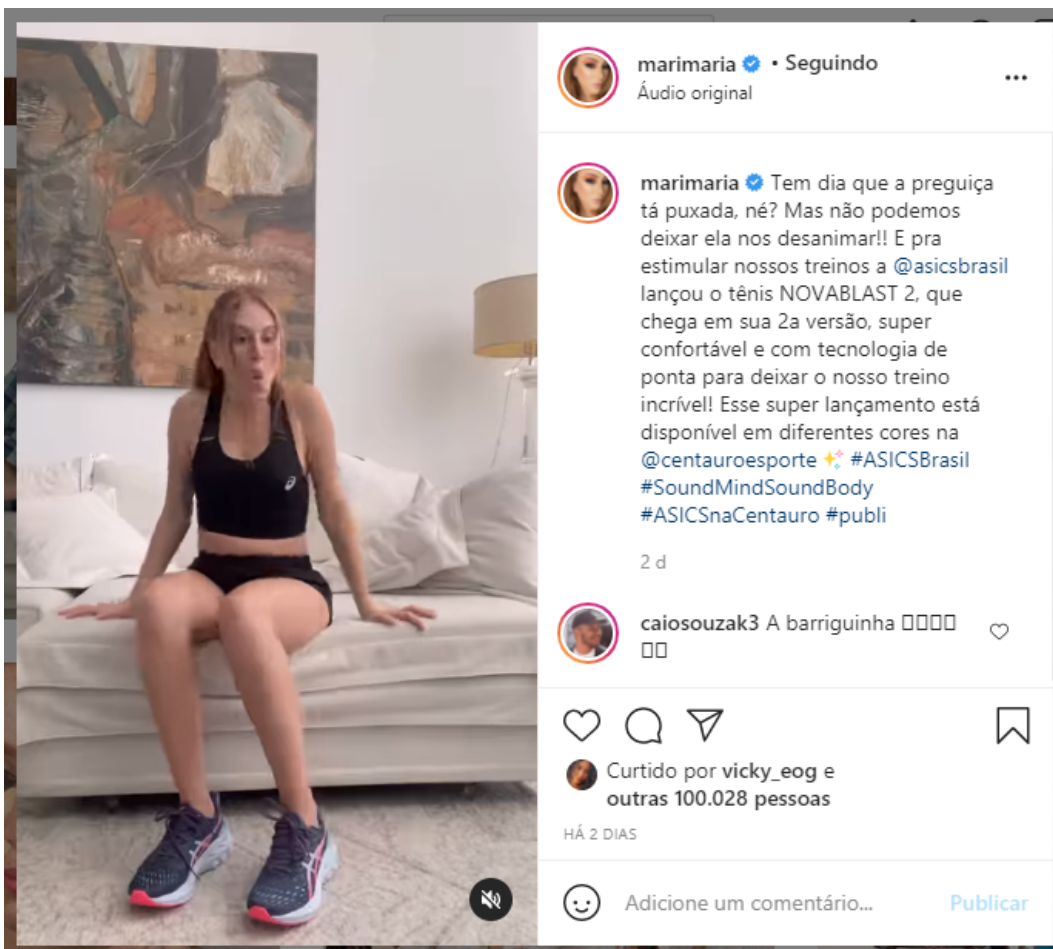 marimaria • Seguindo
Áudio original
marimaria Tem dia que a preguiça
tá puxada, né? Mas não podemos
deixar ela nos desanimar!! E pra
estimular nossos treinos a @asicsbrasil
lançou o tênis NOVABLAST 2, que
chega em sua 2a versão, super
confortável e com tecnologia de
ponta para deixar o nosso treino
incrível! Esse super lançamento está
disponível em diferentes cores na
@centauroesporte ✨ #ASICSBrasil
#SoundMindSoundBody
#ASICSnaCentauro #publi
2 d
caiosouzak3 A barriguinha □□□□
□□
Curtido por vicky_eog e
outras 100.028 pessoas
HÁ 2 DIAS
Adicione um comentário... Publicar